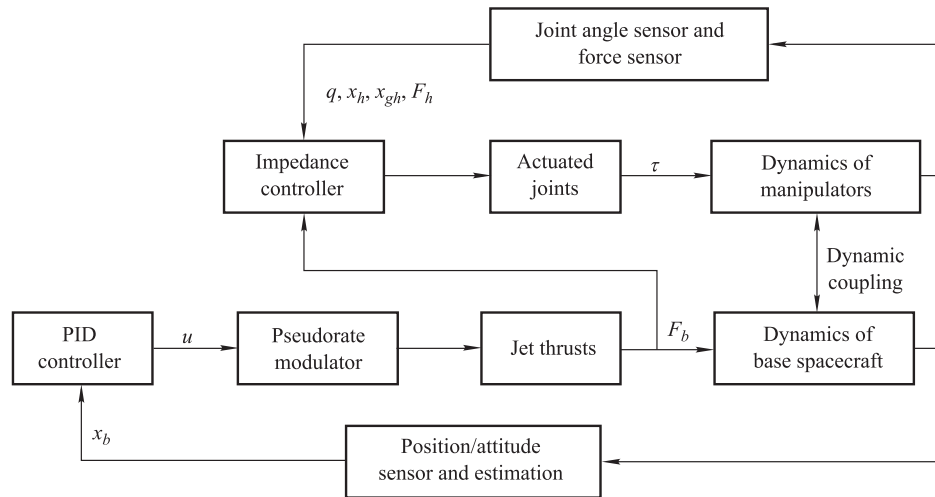 Joint angle sensor and
force sensor
q, x_h, x_gh, F_h
Impedance
controller
Actuated
joints
τ
Dynamics of
manipulators
Dynamic
coupling
PID
controller
u
Pseudorate
modulator
Jet thrusts
F_b
Dynamics of
base spacecraft
x_b
Position/attitude
sensor and estimation